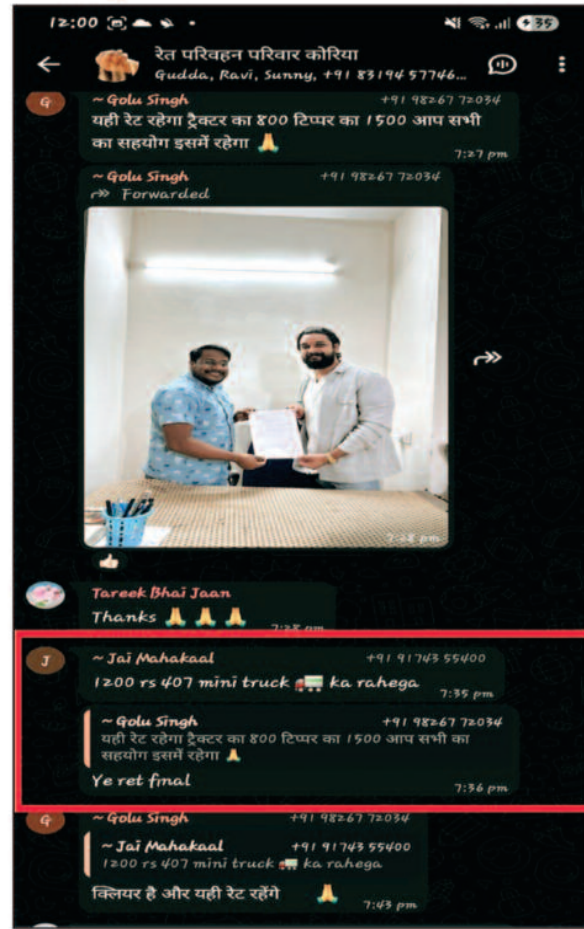 12:00
35
रेत परिवहन परिवार कोरिया
Gudda, Ravi, Sunny, +91 83194 57746...
G
~ Golu Singh +91 98267 72034
यही रेट रहेगा ट्रैक्टर का 800 टिप्पर का 1500 आप सभी
का सहयोग इसमें रहेगा 🙏
7:27 pm
~ Golu Singh +91 98267 72034
Forwarded
7:28 pm
👍
Tareek Bhai Jaan
Thanks 🙏🙏🙏
7:28 pm
J
~ Jai Mahakaal +91 91743 55400
1200 rs 407 mini truck 🚛 ka rahega
7:35 pm
~ Golu Singh +91 98267 72034
यही रेट रहेगा ट्रैक्टर का 800 टिप्पर का 1500 आप सभी का
सहयोग इसमें रहेगा 🙏
Ye ret final
7:36 pm
G
~ Golu Singh +91 98267 72034
~ Jai Mahakaal +91 91743 55400
1200 rs 407 mini truck 🚛 ka rahega
क्लियर है और यही रेट रहेंगे 🙏
7:43 pm